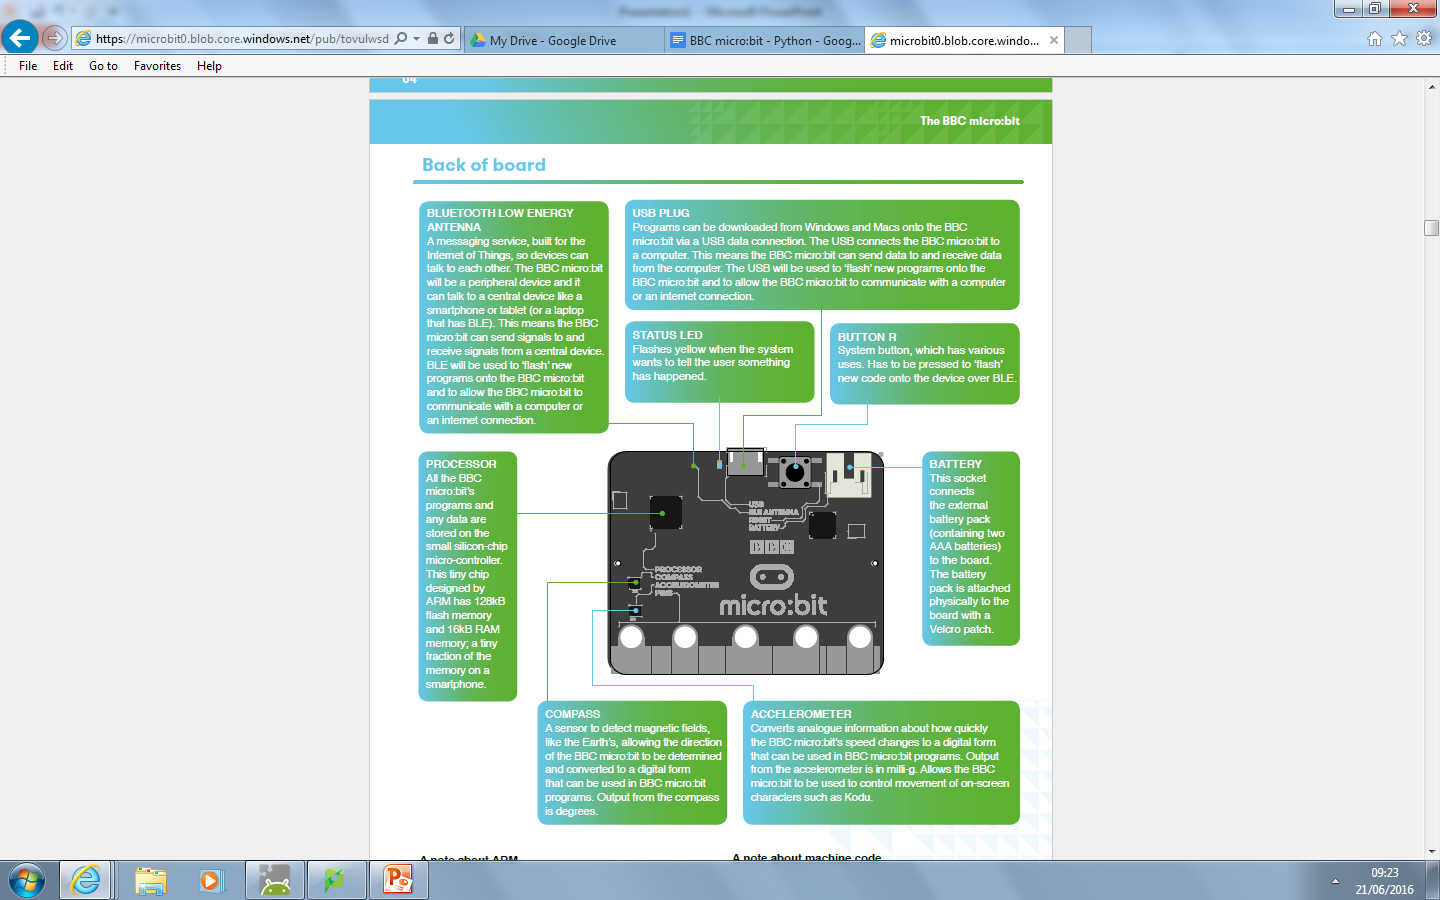 https://microbit0.blob.core.windows.net/pub/tovulwsd
My Drive - Google Drive
BBC micro:bit - Python - Goog...
microbit0.blob.core.windo...
File Edit Go to Favorites Help
The BBC micro:bit
Back of board
BLUETOOTH LOW ENERGY
ANTENNA
A messaging service, built for the
Internet of Things, so devices can
talk to each other. The BBC micro:bit
will be a peripheral device and it
can talk to a central device like a
smartphone or tablet (or a laptop
that has BLE). This means the BBC
micro:bit can send signals to and
receive signals from a central device.
BLE will be used to ‘flash’ new
programs onto the BBC micro:bit
and to allow the BBC micro:bit to
communicate with a computer or
an internet connection.
USB PLUG
Programs can be downloaded from Windows and Macs onto the BBC
micro:bit via a USB data connection. The USB connects the BBC micro:bit to
a computer. This means the BBC micro:bit can send data to and receive data
from the computer. The USB will be used to ‘flash’ new programs onto the
BBC micro:bit and to allow the BBC micro:bit to communicate with a computer
or an internet connection.
STATUS LED
Flashes yellow when the system
wants to tell the user something
has happened.
BUTTON R
System button, which has various
uses. Has to be pressed to ‘flash’
new code onto the device over BLE.
PROCESSOR
All the BBC
micro:bit’s
programs and
any data are
stored on the
small silicon-chip
micro-controller.
This tiny chip
designed by
ARM has 128kB
flash memory
and 16kB RAM
memory; a tiny
fraction of the
memory on a
smartphone.
USB
BLE ANTENNA
RESET
BATTERY
BBC
PROCESSOR
COMPASS
ACCELEROMETER
PINS
micro:bit
BATTERY
This socket
connects
the external
battery pack
(containing two
AAA batteries)
to the board.
The battery
pack is attached
physically to the
board with a
Velcro patch.
COMPASS
A sensor to detect magnetic fields,
like the Earth’s, allowing the direction
of the BBC micro:bit to be determined
and converted to a digital form
that can be used in BBC micro:bit
programs. Output from the compass
is degrees.
ACCELEROMETER
Converts analogue information about how quickly
the BBC micro:bit’s speed changes to a digital form
that can be used in BBC micro:bit programs. Output
from the accelerometer is in milli-g. Allows the BBC
micro:bit to be used to control movement of on-screen
characters such as Kodu.
A note about ARM
A note about machine code
09:23
21/06/2016